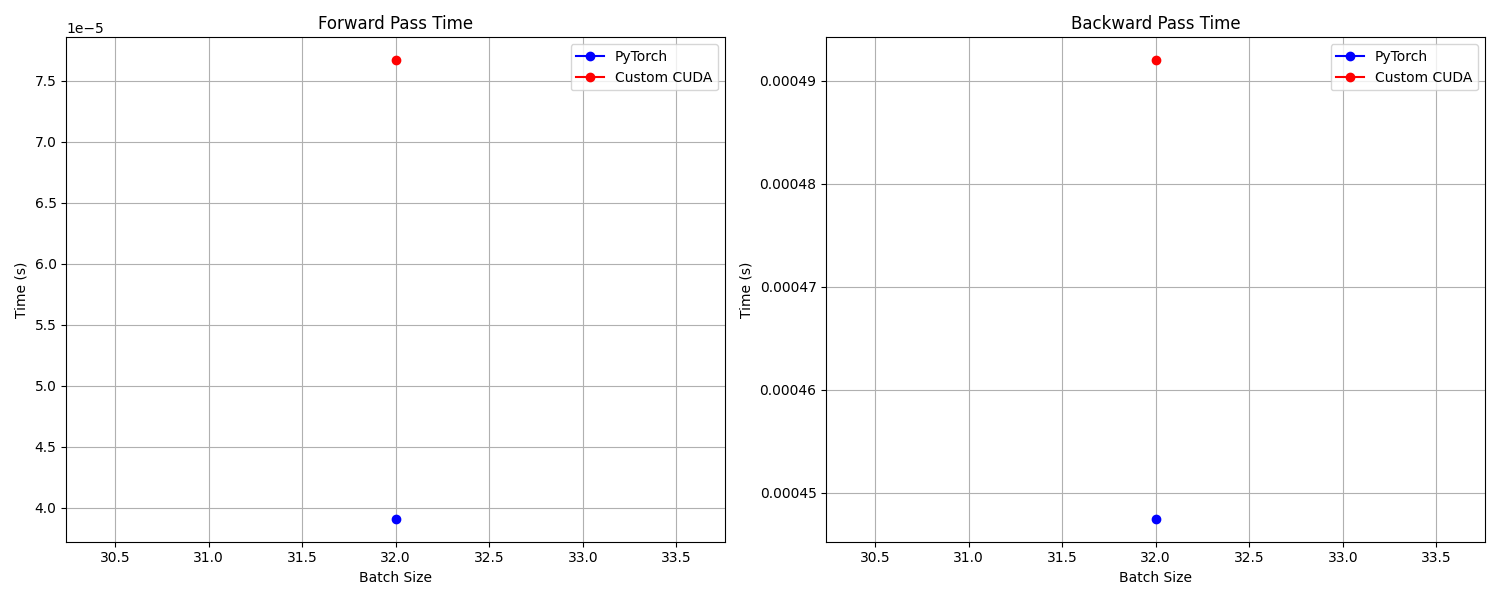 Forward Pass Time
1e−5
PyTorch
Custom CUDA
7.5
7.0
6.5
6.0
5.5
5.0
4.5
4.0
Time (s)
30.5 31.0 31.5 32.0 32.5 33.0 33.5
Batch Size
Backward Pass Time
PyTorch
Custom CUDA
0.00049
0.00048
0.00047
0.00046
0.00045
Time (s)
30.5 31.0 31.5 32.0 32.5 33.0 33.5
Batch Size